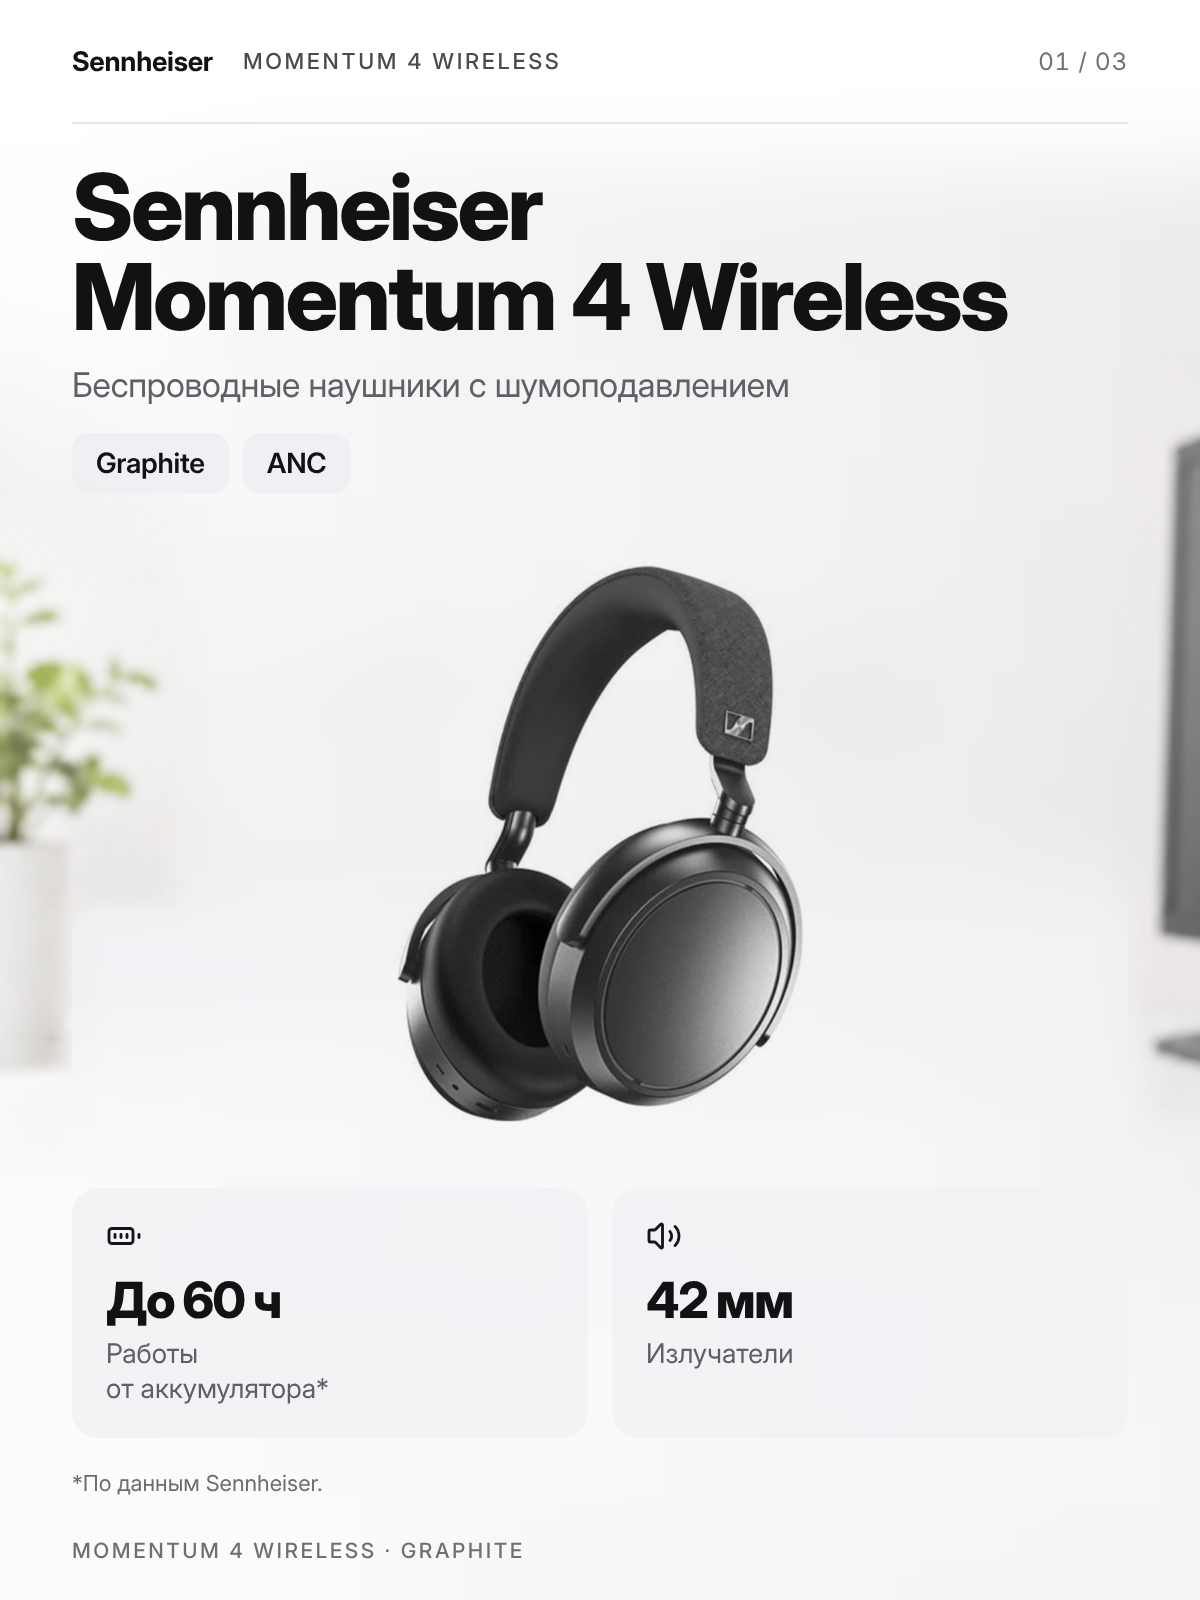 Sennheiser MOMENTUM 4 WIRELESS 01 / 03
Sennheiser
Momentum 4 Wireless
Беспроводные наушники с шумоподавлением
Graphite ANC
До 60 ч
Работы
от аккумулятора*
42 мм
Излучатели
*По данным Sennheiser.
MOMENTUM 4 WIRELESS · GRAPHITE